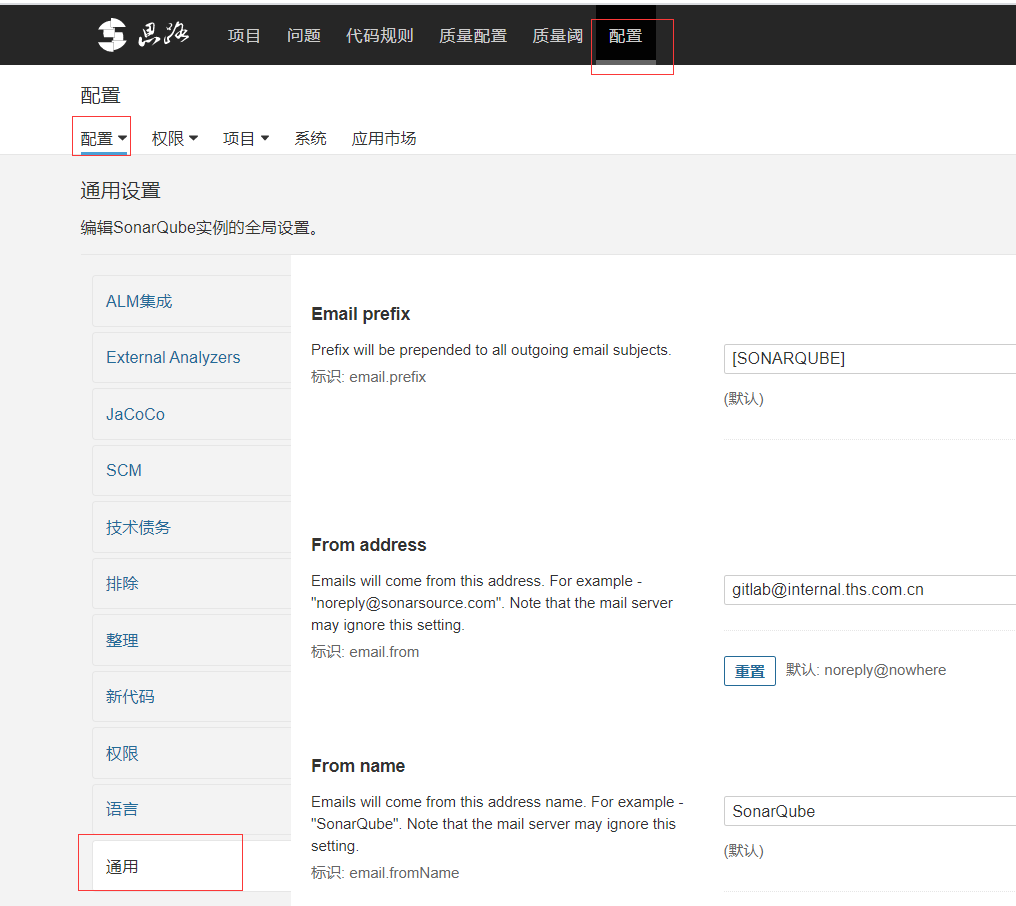 思路 项目 问题 代码规则 质量配置 质量阈 配置
配置
配置 权限 项目 系统 应用市场
通用设置
编辑SonarQube实例的全局设置。
ALM集成
External Analyzers
JaCoCo
SCM
技术债务
排除
整理
新代码
权限
语言
通用
Email prefix
Prefix will be prepended to all outgoing email subjects.
标识: email.prefix
[SONARQUBE]
(默认)
From address
Emails will come from this address. For example -
"noreply@sonarsource.com". Note that the mail server
may ignore this setting.
标识: email.from
gitlab@internal.ths.com.cn
重置 默认: noreply@nowhere
From name
Emails will come from this address name. For example -
"SonarQube". Note that the mail server may ignore this
setting.
标识: email.fromName
SonarQube
(默认)